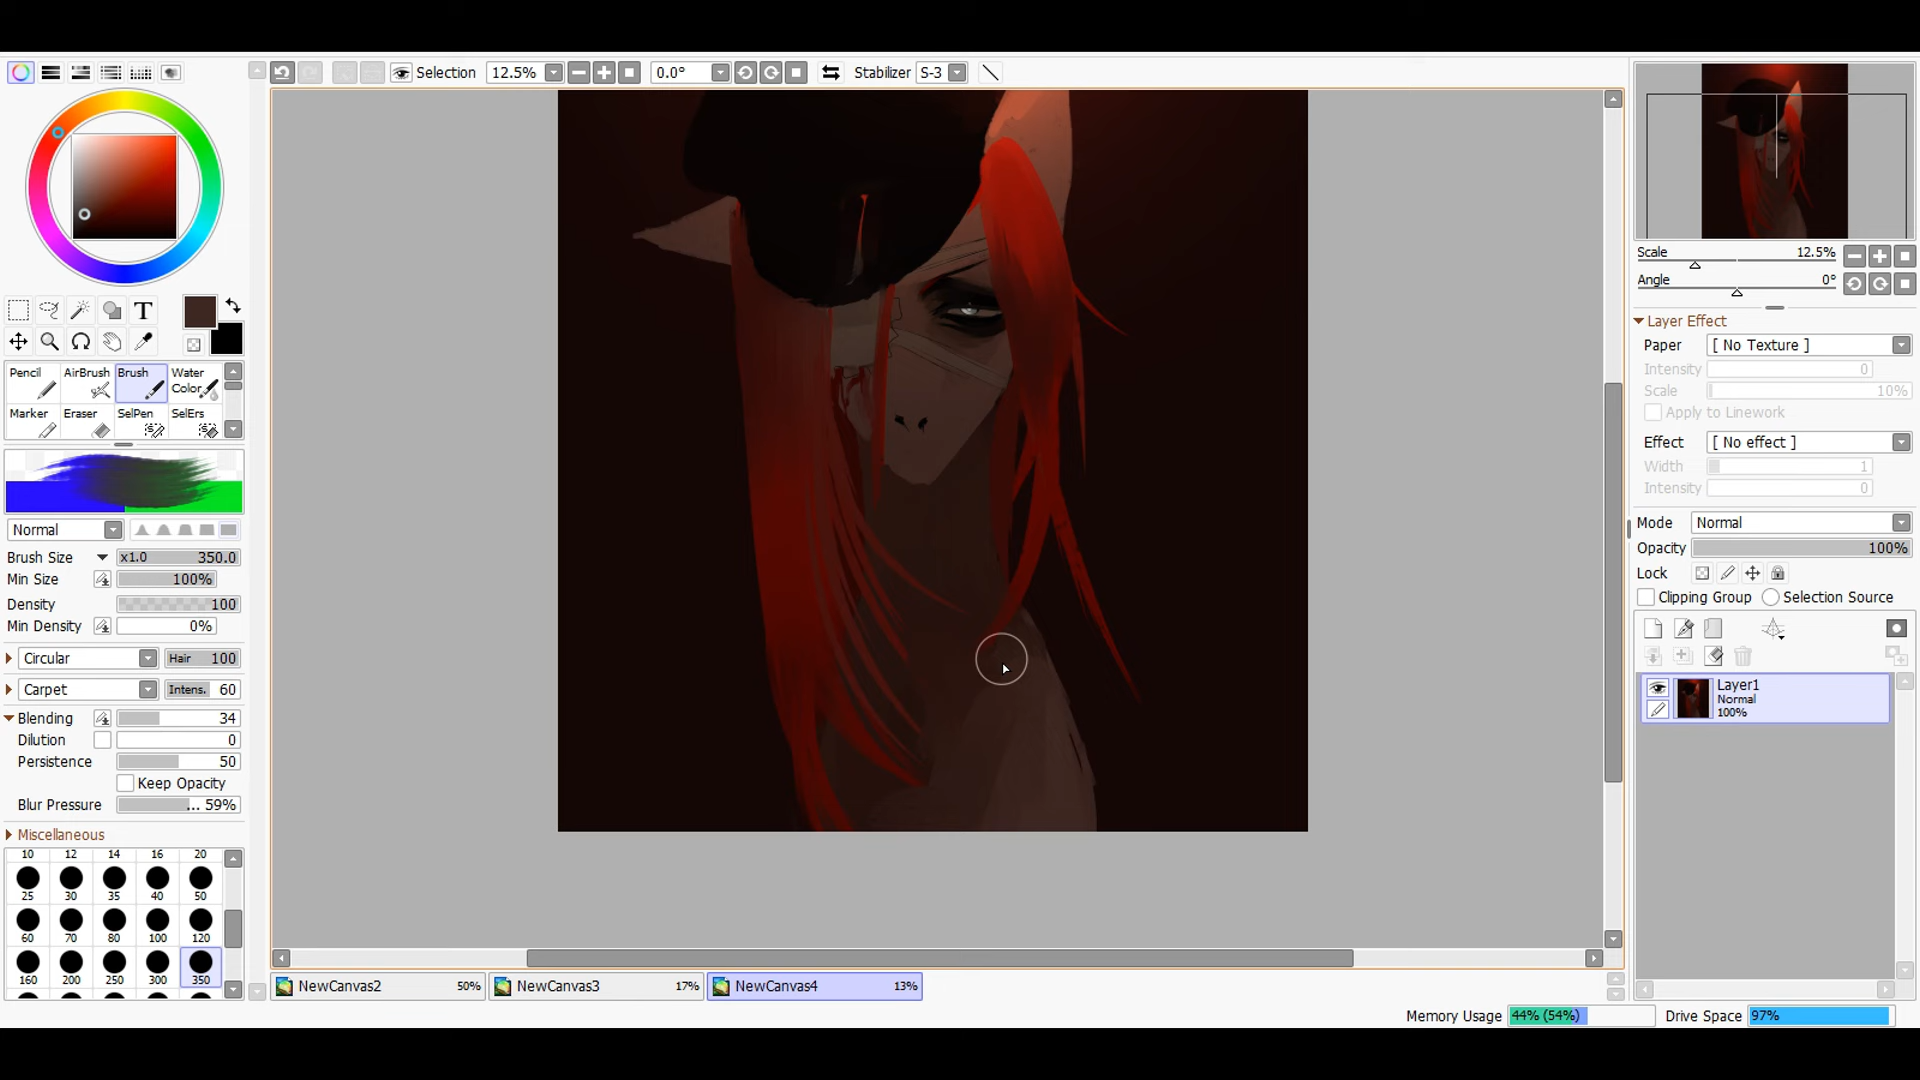 Selection 12.5% 0.0° Stabilizer S-3
Scale 12.5%
Angle 0°
Layer Effect
Paper [ No Texture ]
Intensity 0
Scale 10%
Apply to Linework
Effect [ No effect ]
Width 1
Intensity 0
Mode Normal
Opacity 100%
Lock
Clipping Group Selection Source
Layer1
Normal
100%
T
Pencil AirBrush Brush Water Color
Marker Eraser SelPen SelErs
Normal
Brush Size x1.0 350.0
Min Size 100%
Density 100
Min Density 0%
Circular Hair 100
Carpet Intens. 60
Blending 34
Dilution 0
Persistence 50
Keep Opacity
Blur Pressure ... 59%
Miscellaneous
10 12 14 16 20
25 30 35 40 50
60 70 80 100 120
160 200 250 300 350
NewCanvas2 50% NewCanvas3 17% NewCanvas4 13%
Memory Usage 44% (54%) Drive Space 97%